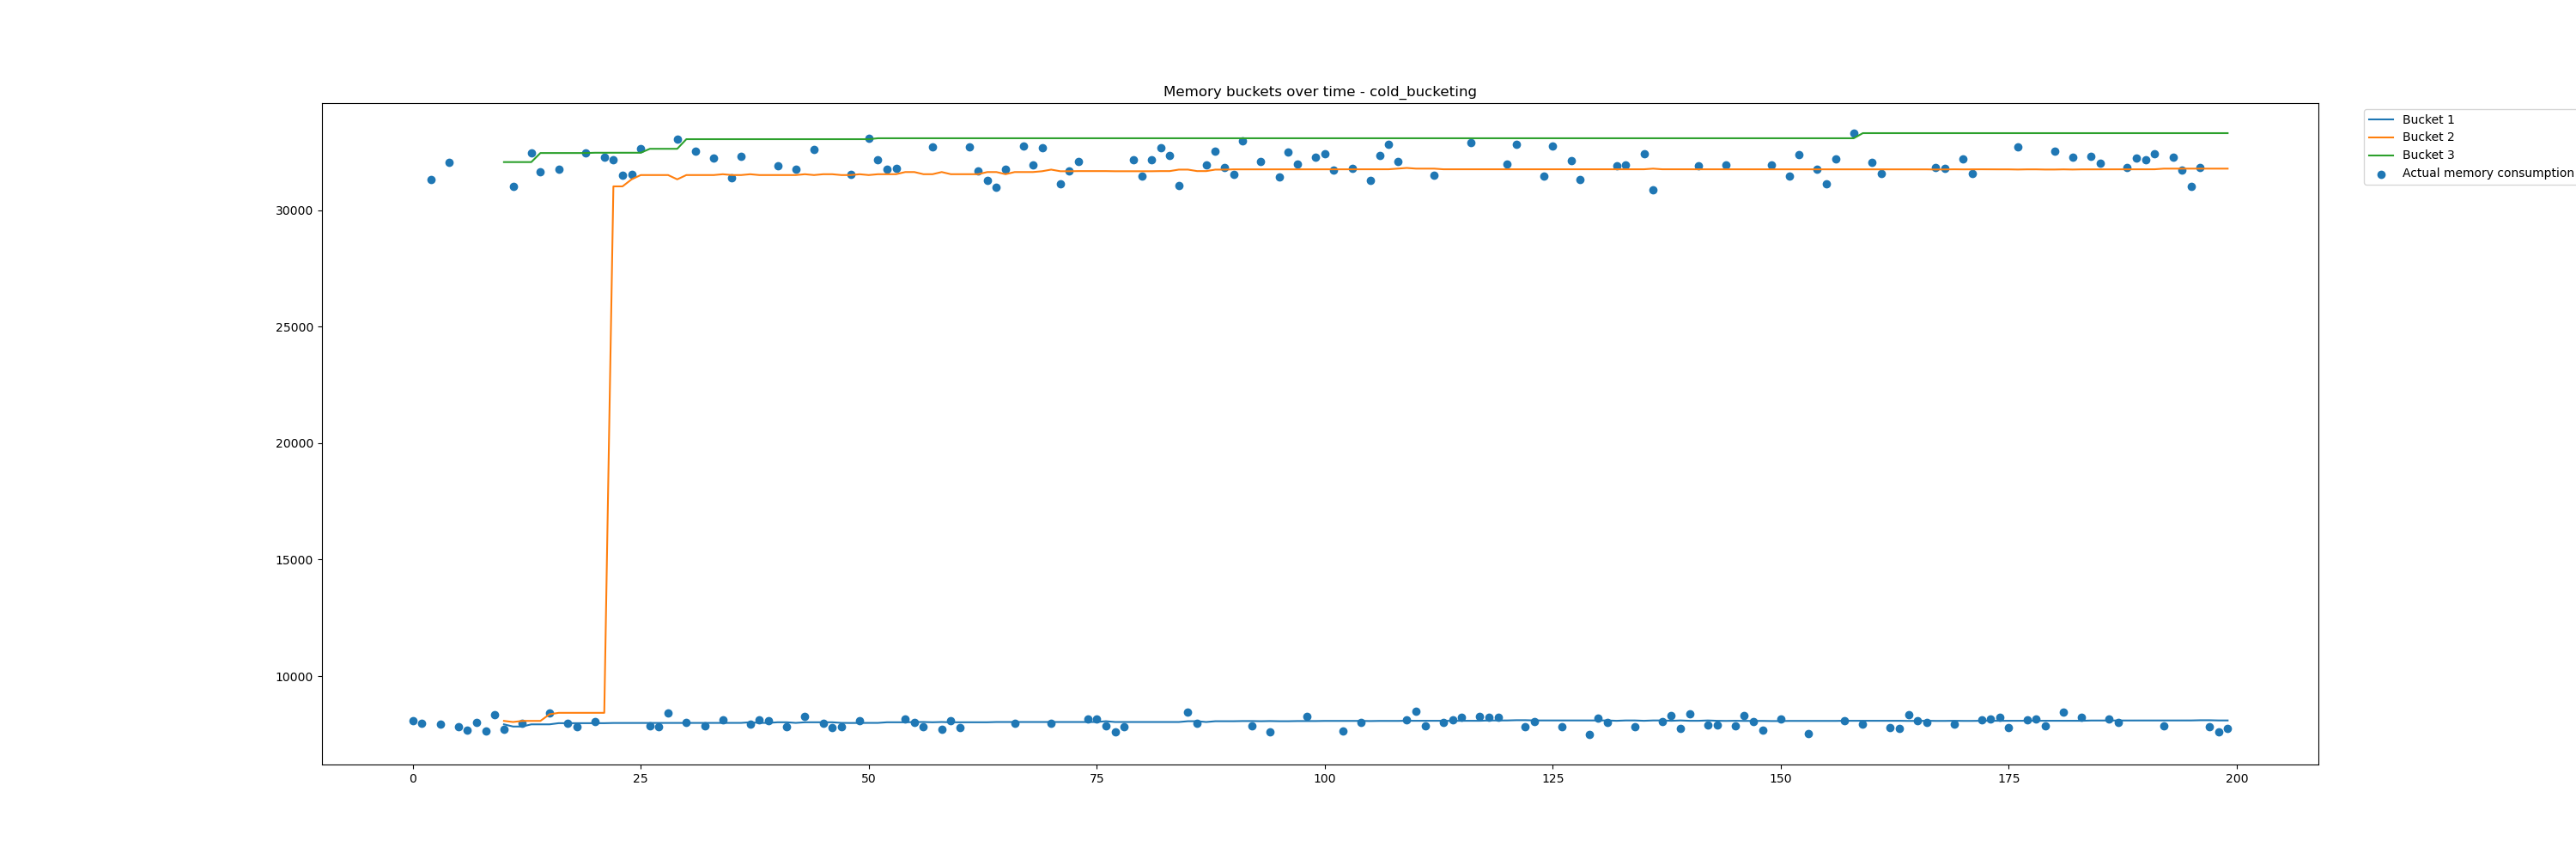 Memory buckets over time - cold_bucketing
Bucket 1
Bucket 2
Bucket 3
Actual memory consumption
30000
25000
20000
15000
10000
0 25 50 75 100 125 150 175 200